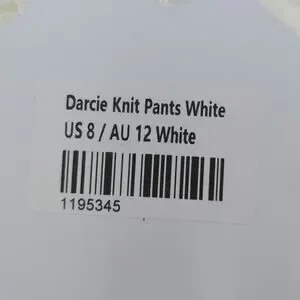 Darcie Knit Pants White
US 8 / AU 12 White
1195345